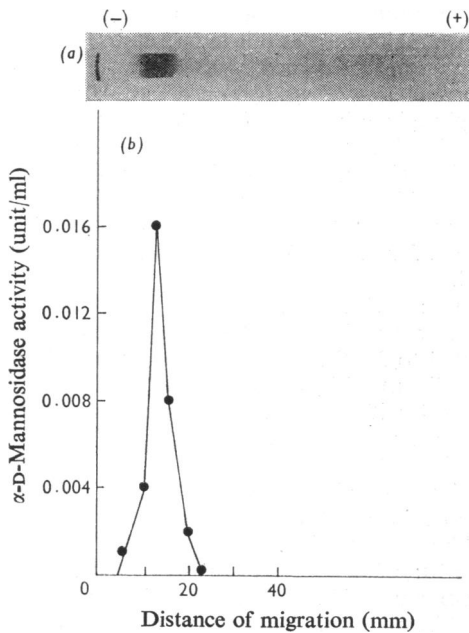 (−) (+)
(a)
(b)
α-D-Mannosidase activity (unit/ml)
0.016
0.012
0.008
0.004
0 20 40
Distance of migration (mm)